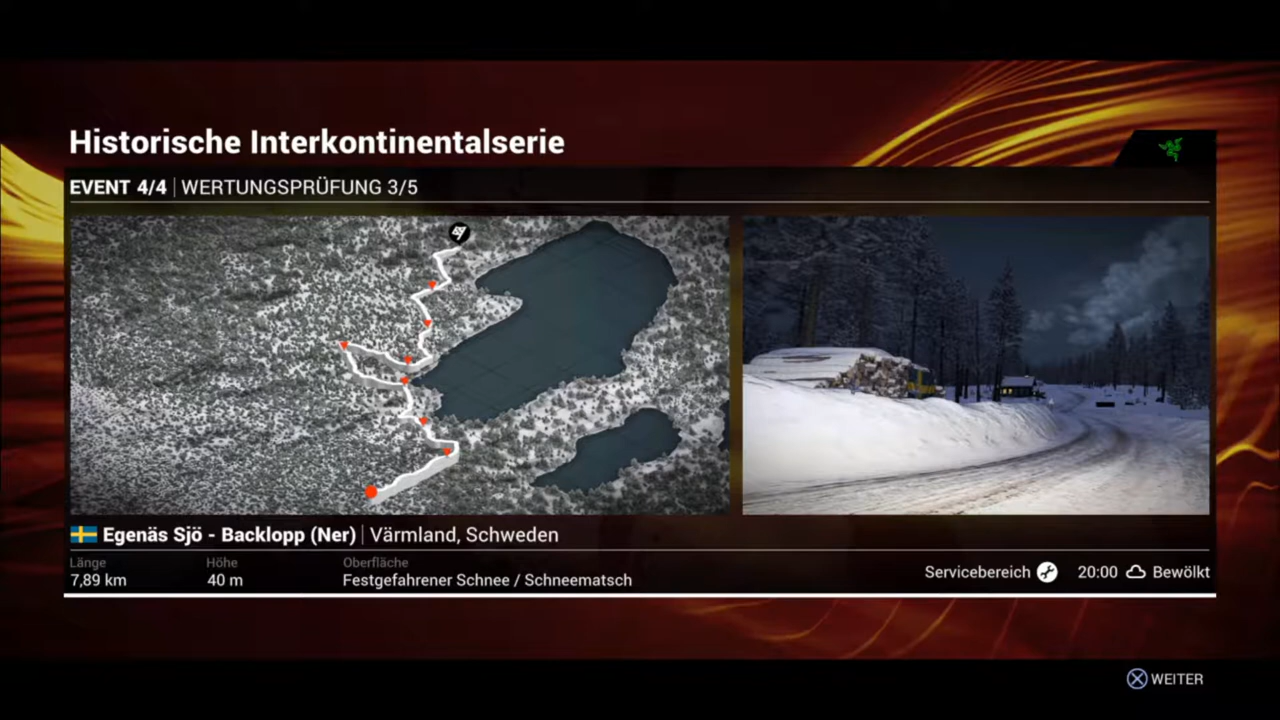 Historische Interkontinentalserie
EVENT 4/4 | WERTUNGSPRÜFUNG 3/5
Egenäs Sjö - Backlopp (Ner) | Värmland, Schweden
Länge Höhe Oberfläche
7,89 km 40 m Festgefahrener Schnee / Schneematsch
Servicebereich 20:00 Bewölkt
WEITER